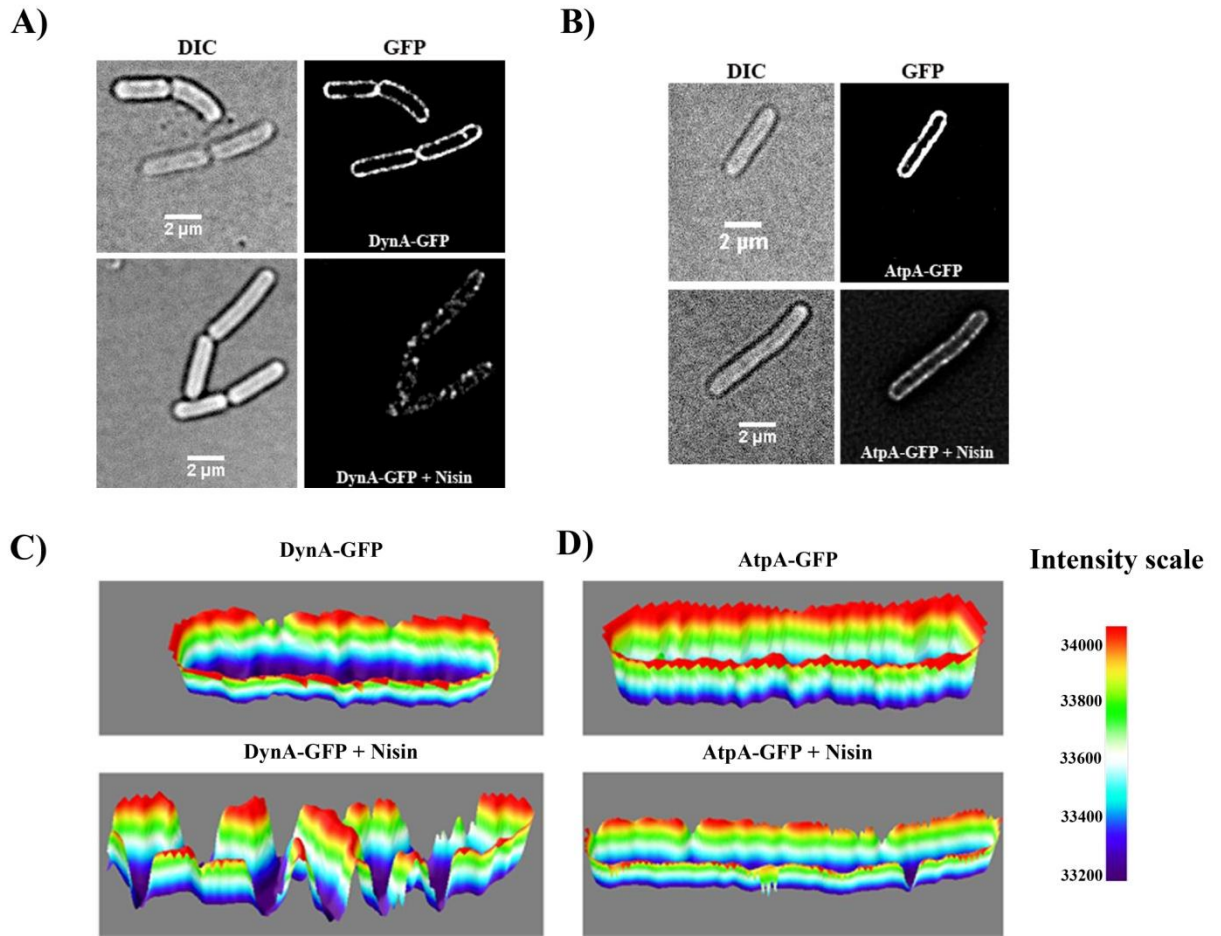 A)
DIC
GFP
2 µm
DynA-GFP
2 µm
DynA-GFP + Nisin
B)
DIC
GFP
2 µm
AtpA-GFP
2 µm
AtpA-GFP + Nisin
C)
DynA-GFP
DynA-GFP + Nisin
D)
AtpA-GFP
AtpA-GFP + Nisin
Intensity scale
34000
33800
33600
33400
33200